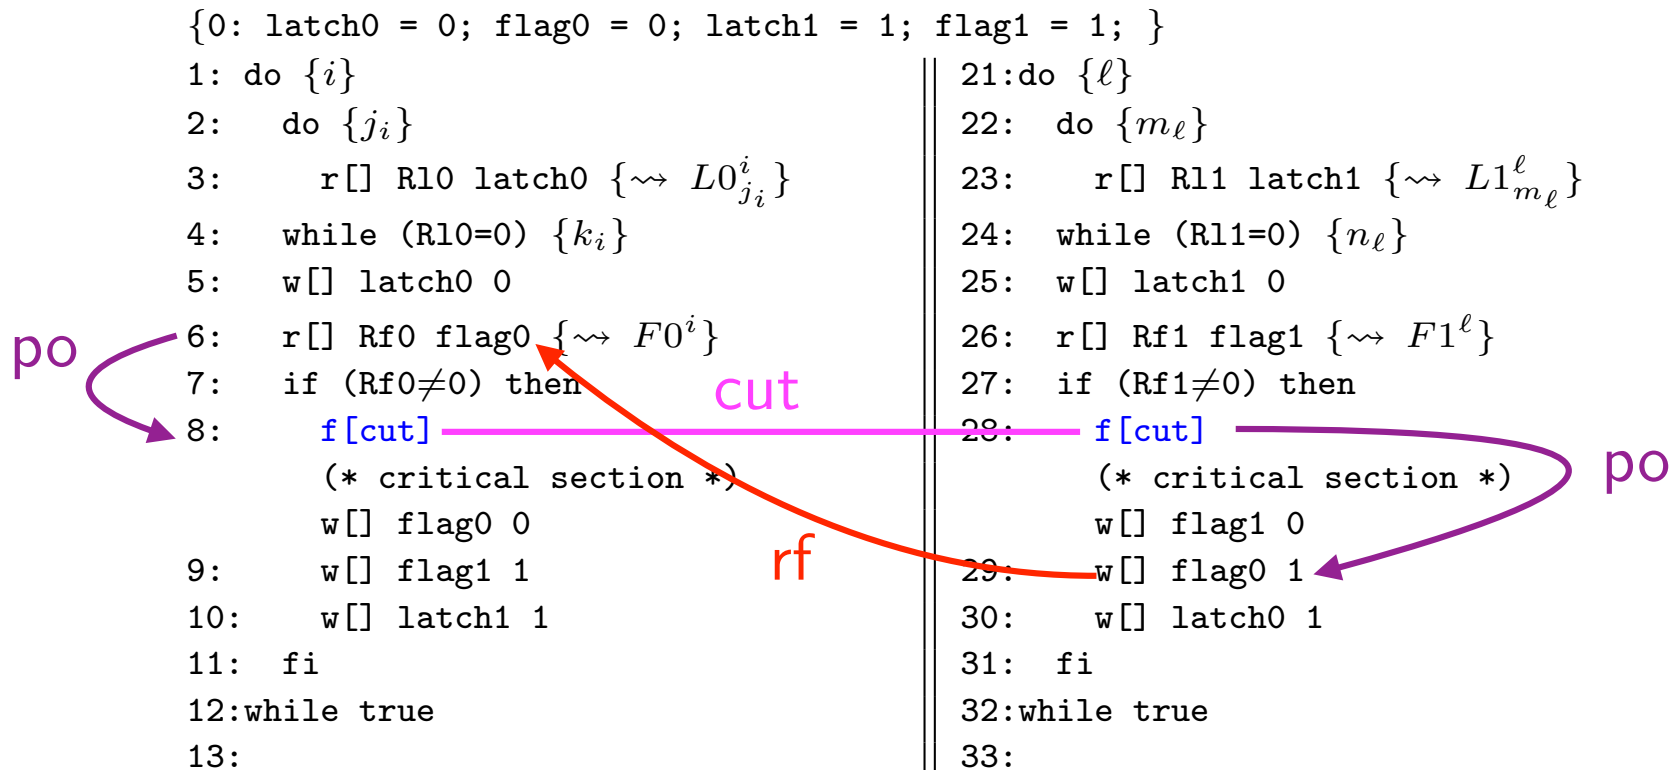 {0: latch0 = 0; flag0 = 0; latch1 = 1; flag1 = 1; }
1: do {i} 21:do {ℓ}
2: do {j_i} 22: do {m_ℓ}
3: r[] Rl0 latch0 {⇝ L0^i_{j_i}} 23: r[] Rl1 latch1 {⇝ L1^ℓ_{m_ℓ}}
4: while (Rl0=0) {k_i} 24: while (Rl1=0) {n_ℓ}
5: w[] latch0 0 25: w[] latch1 0
po 6: r[] Rf0 flag0 {⇝ F0^i} 26: r[] Rf1 flag1 {⇝ F1^ℓ}
7: if (Rf0≠0) then cut 27: if (Rf1≠0) then
8: f[cut] 28: f[cut]
(* critical section *) (* critical section *) po
w[] flag0 0 w[] flag1 0
9: w[] flag1 1 rf 29: w[] flag0 1
10: w[] latch1 1 30: w[] latch0 1
11: fi 31: fi
12:while true 32:while true
13: 33: